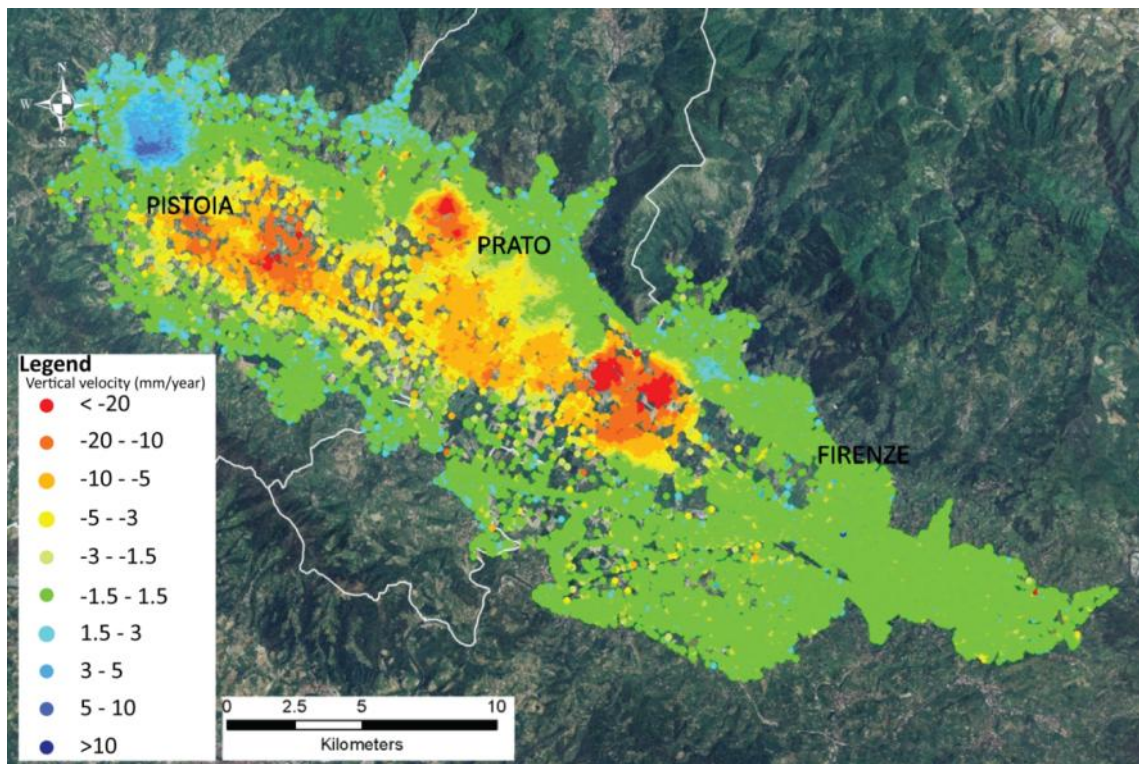 N
W
E
S
PISTOIA
PRATO
FIRENZE
Legend
Vertical velocity (mm/year)
< -20
-20 - -10
-10 - -5
-5 - -3
-3 - -1.5
-1.5 - 1.5
1.5 - 3
3 - 5
5 - 10
>10
0 2.5 5 10
Kilometers